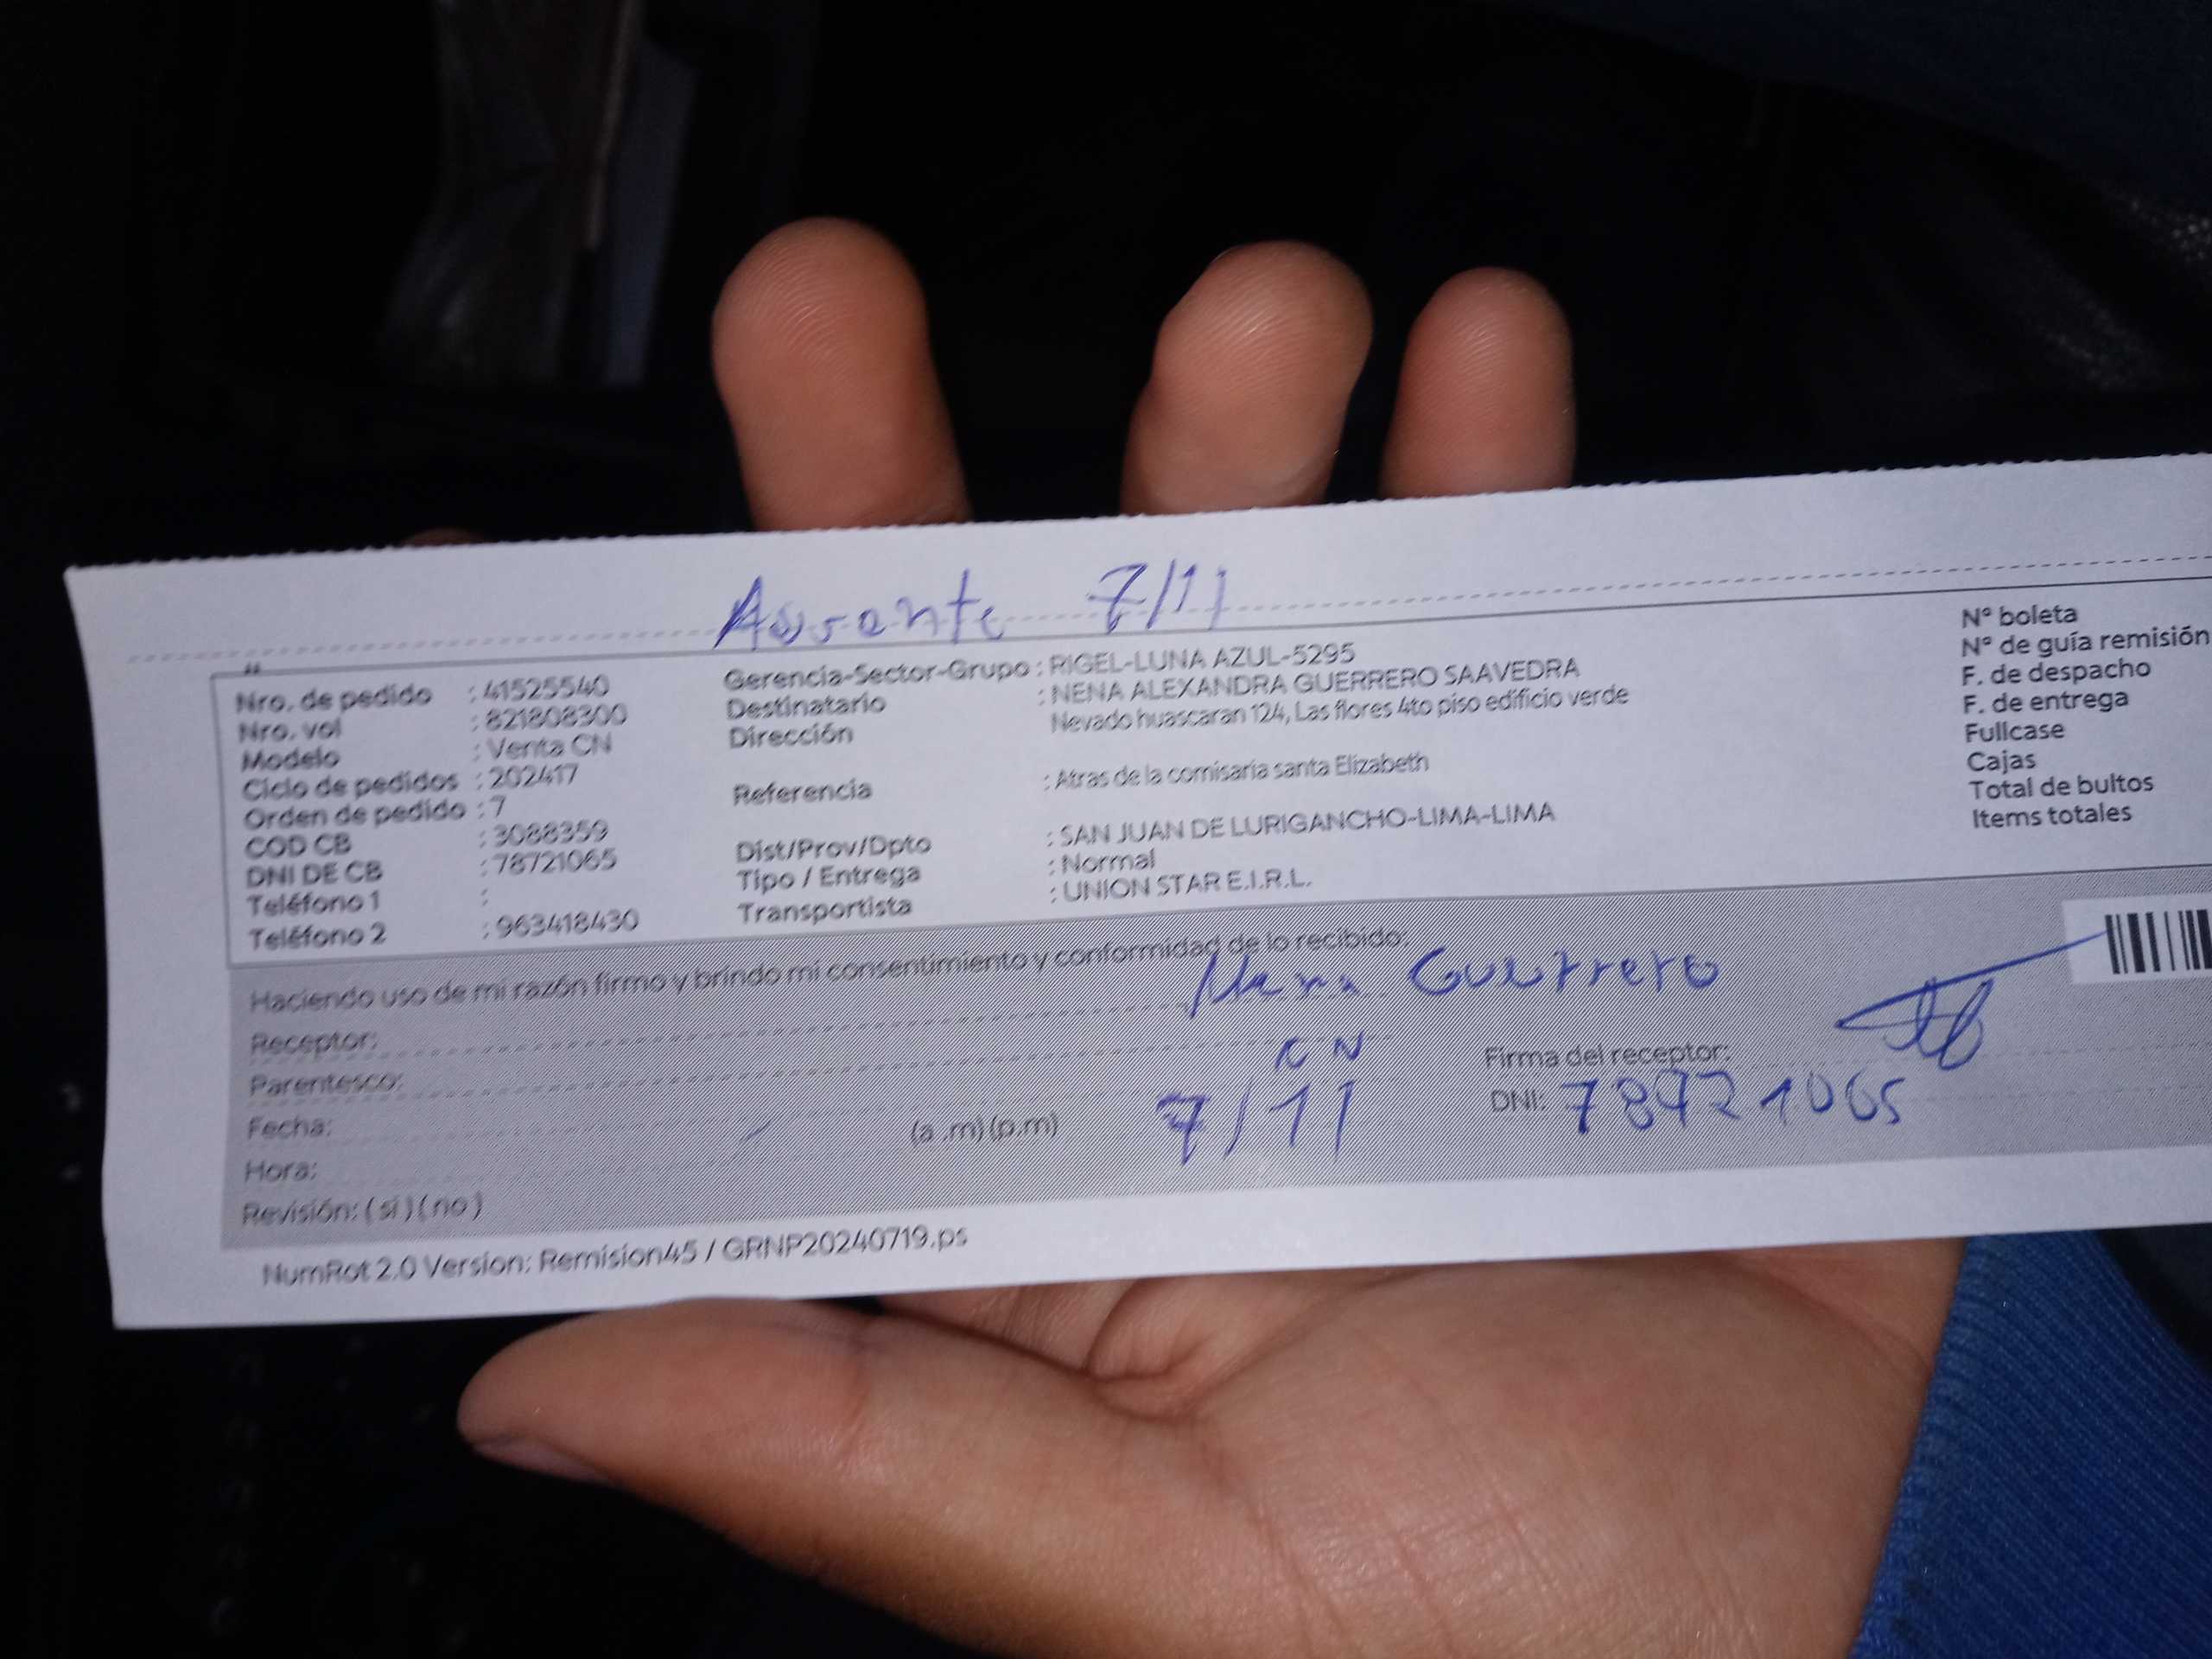 Ausente 7/11
Nro. de pedido : 41525540
Nro. vol : 821808300
Modelo : Venta CN
Ciclo de pedidos : 202417
Orden de pedido : 7
COD CB : 3088359
DNI DE CB : 78721065
Teléfono 1 :
Teléfono 2 : 963418430
Gerencia-Sector-Grupo : RIGEL-LUNA AZUL-5295
Destinatario : NENA ALEXANDRA GUERRERO SAAVEDRA
Dirección Nevado huascaran 124, Las flores 4to piso edificio verde
Referencia : Atras de la comisaria santa Elizabeth
Dist/Prov/Dpto : SAN JUAN DE LURIGANCHO-LIMA-LIMA
Tipo / Entrega : Normal
Transportista : UNION STAR E.I.R.L.
N° boleta
N° de guía remisión
F. de despacho
F. de entrega
Fullcase
Cajas
Total de bultos
Items totales
Haciendo uso de mi razón firmo y brindo mi consentimiento y conformidad de lo recibido:
Receptor: Nena Guerrero
Parentesco: CN
Fecha: 7/11
Hora: (a .m) (p.m)
Revisión: ( si ) ( no )
Firma del receptor:
DNI: 78721065
NumRot 2.0 Version: Remision45 / GRNP20240719.ps